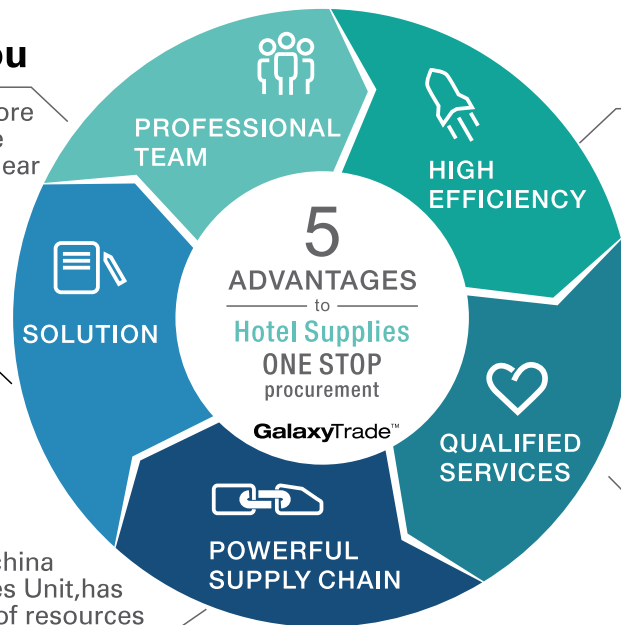 ou
ore
e
ear
PROFESSIONAL
TEAM
HIGH
EFFICIENCY
5
ADVANTAGES
to
Hotel Supplies
ONE STOP
procurement
GalaxyTrade™
SOLUTION
QUALIFIED
SERVICES
POWERFUL
SUPPLY CHAIN
china
es Unit,has
of resources